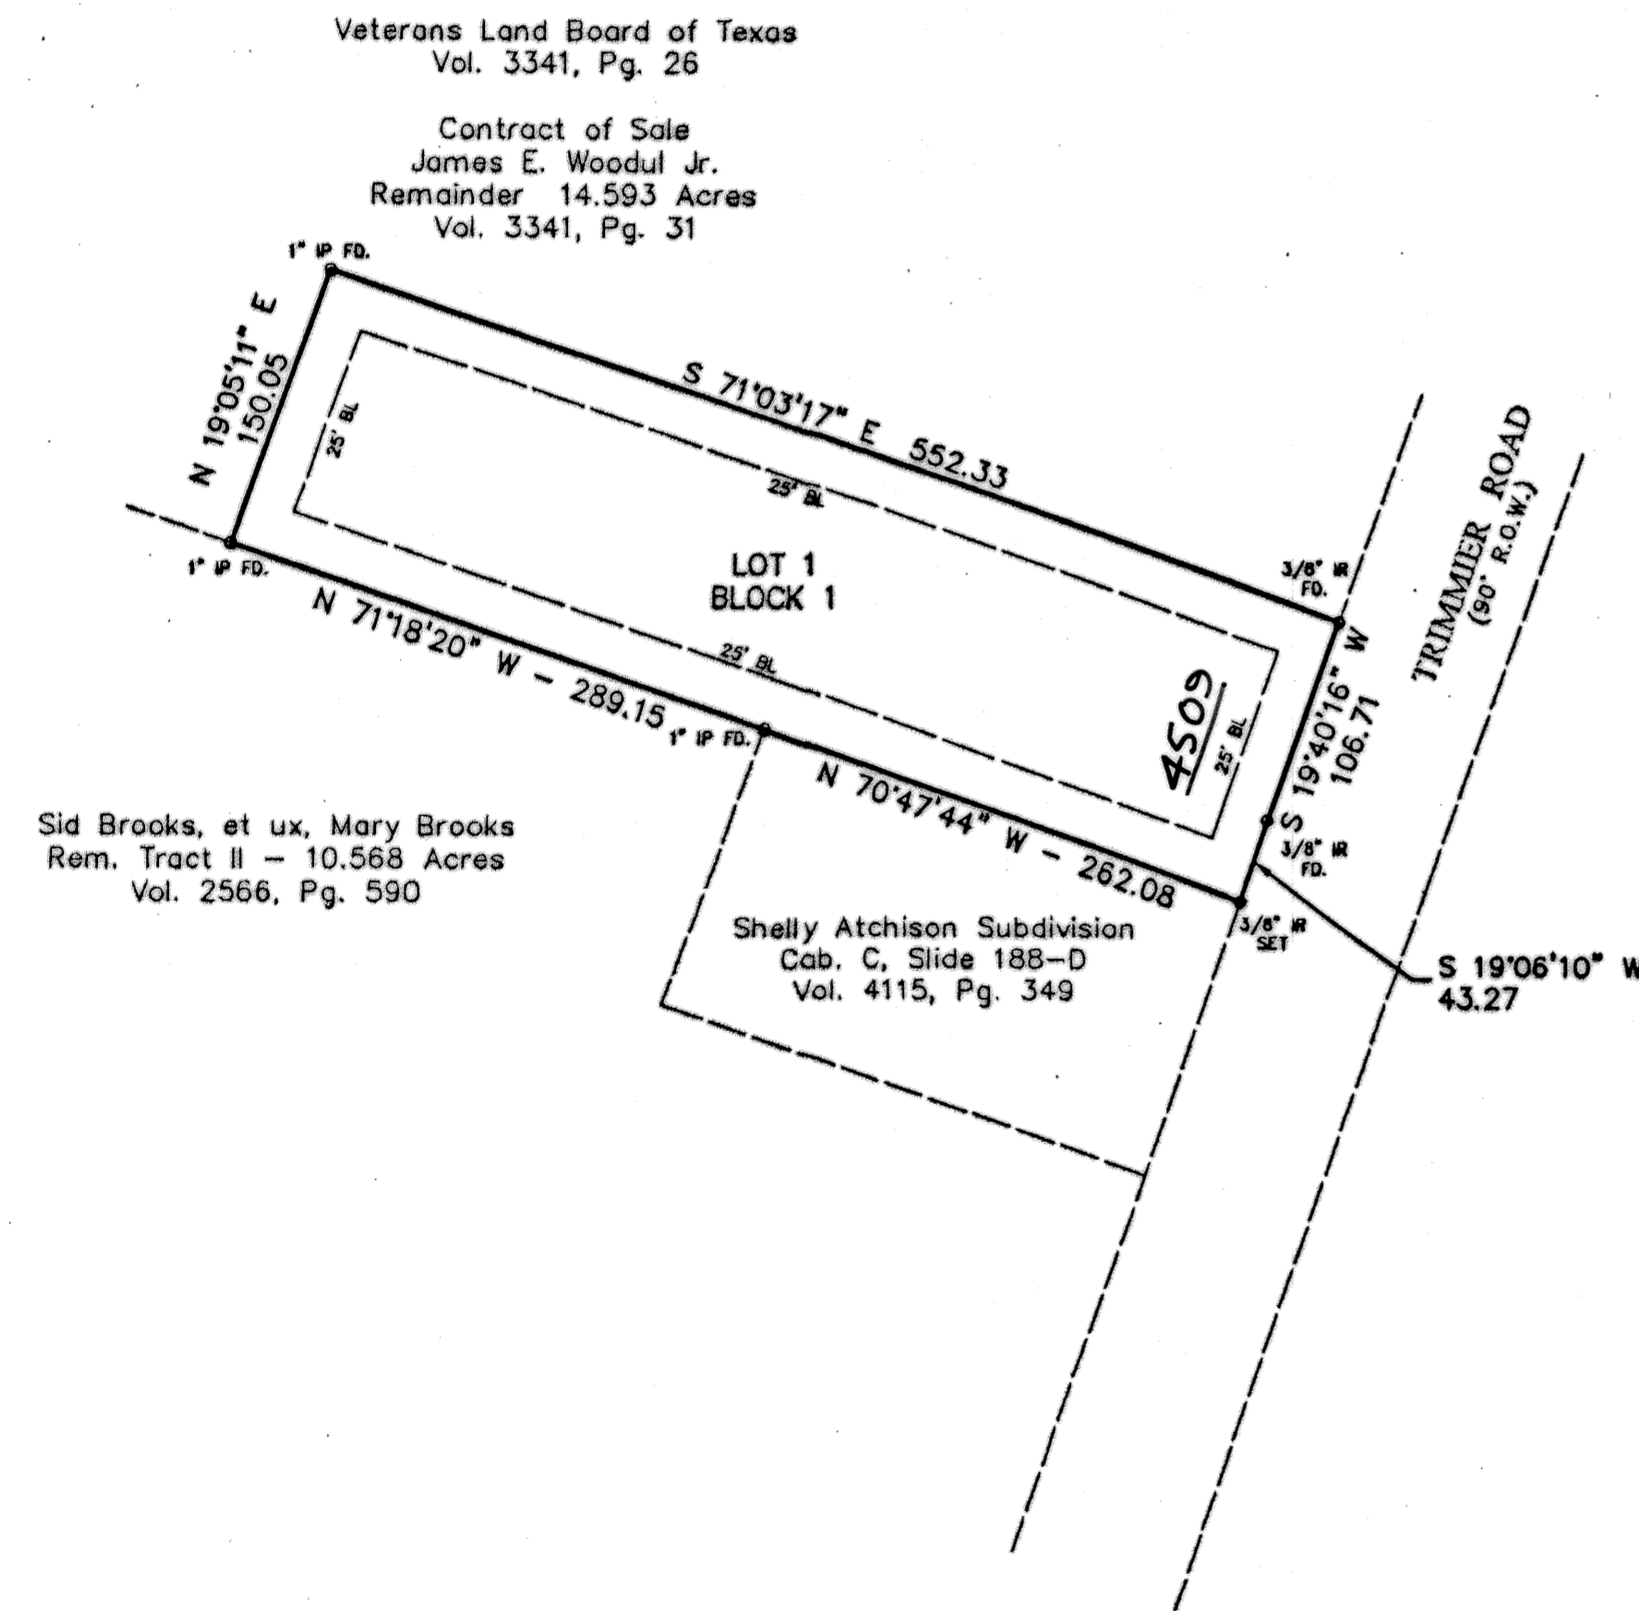 Veterans Land Board of Texas
Vol. 3341, Pg. 26
Contract of Sale
James E. Woodul Jr.
Remainder 14.593 Acres
Vol. 3341, Pg. 31
1" IP FD.
N 19°05'11" E
150.05
25' BL
S 71°03'17" E 552.33
25' BL
TRIMMIER ROAD
(90' R.O.W.)
1" IP FD.
LOT 1
BLOCK 1
3/8" IR
FD.
N 71°18'20" W - 289.15
25' BL
1" IP FD.
4509
25' BL
S 19°40'16" W
106.71
3/8" IR
FD.
N 70°47'44" W - 262.08
Sid Brooks, et ux, Mary Brooks
Rem. Tract II - 10.568 Acres
Vol. 2566, Pg. 590
Shelly Atchison Subdivision
Cab. C, Slide 188-D
Vol. 4115, Pg. 349
3/8" IR
SET
S 19°06'10" W
43.27